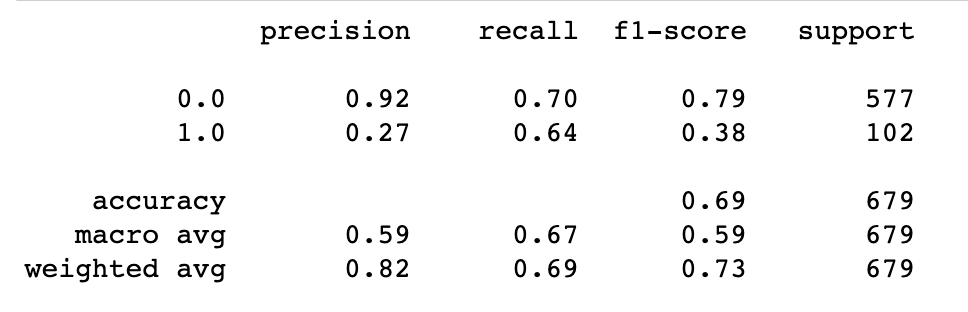 precision recall f1-score support
0.0 0.92 0.70 0.79 577
1.0 0.27 0.64 0.38 102
accuracy 0.69 679
macro avg 0.59 0.67 0.59 679
weighted avg 0.82 0.69 0.73 679